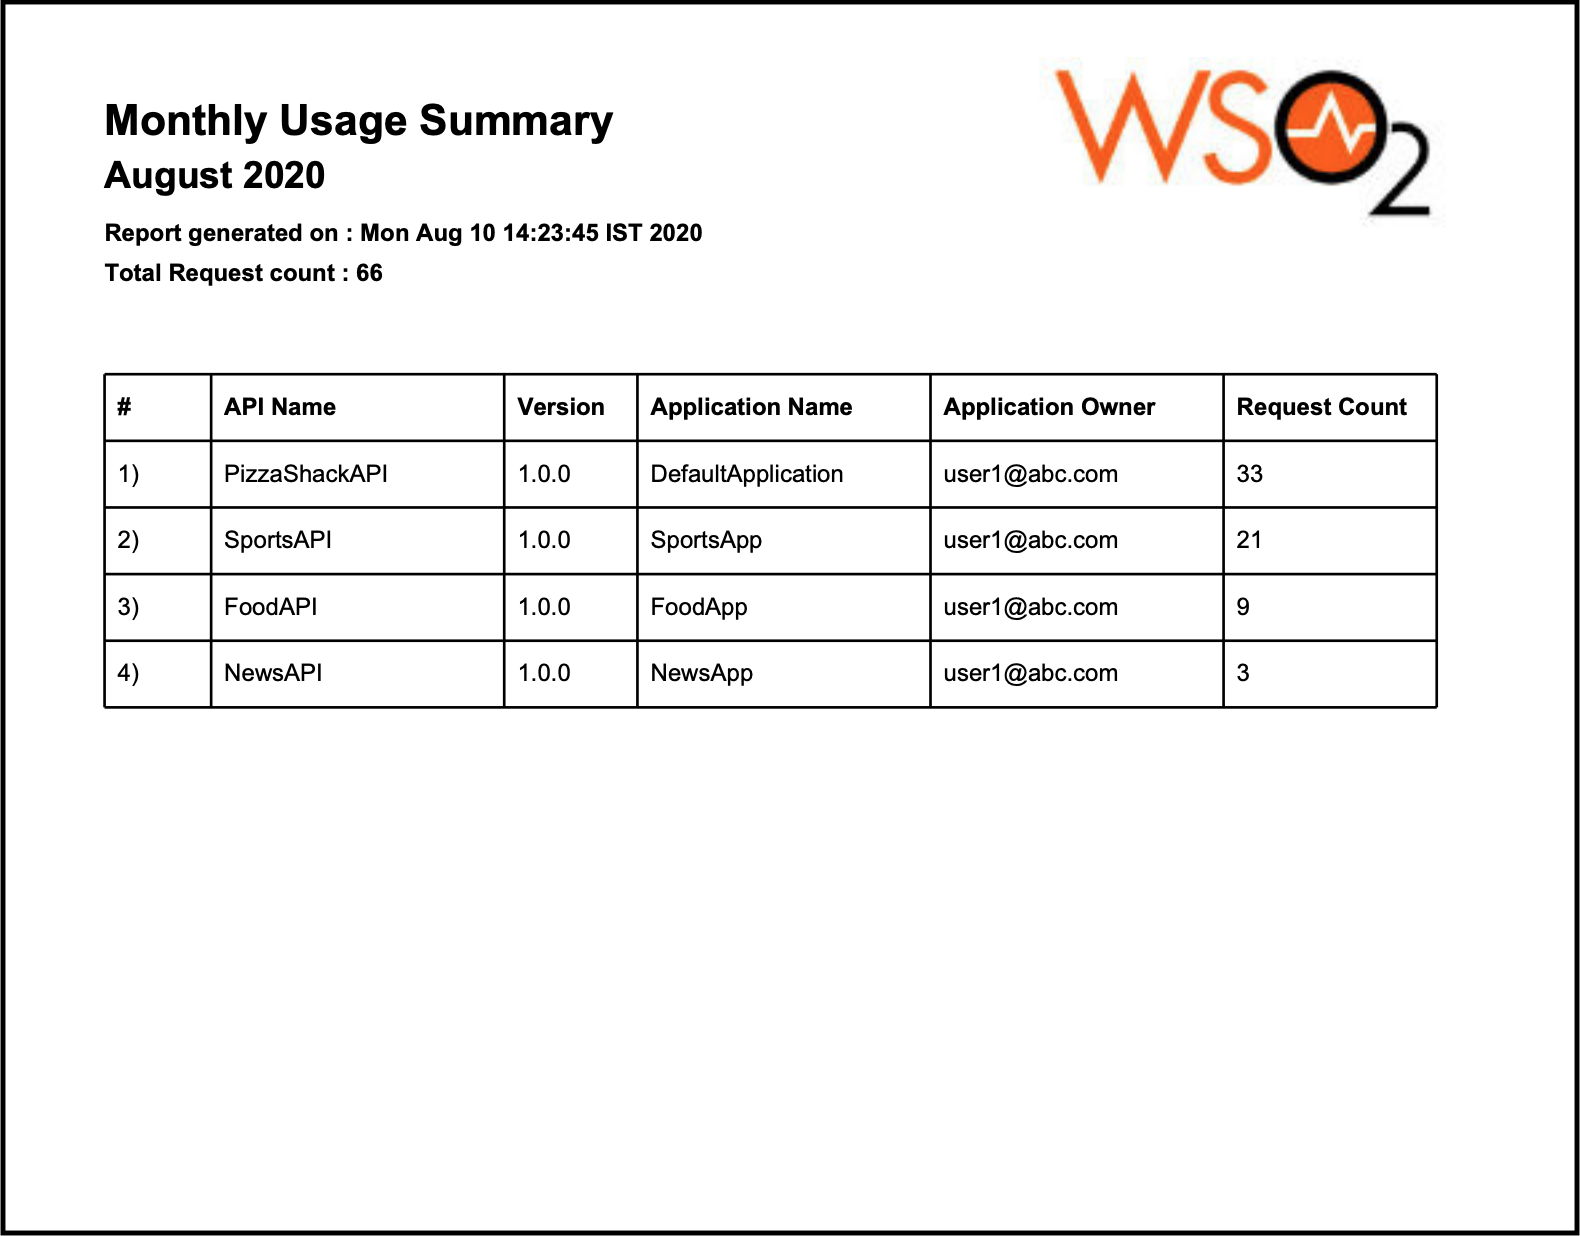 Monthly Usage Summary
August 2020
Report generated on : Mon Aug 10 14:23:45 IST 2020
Total Request count : 66
WSO2
# API Name Version Application Name Application Owner Request Count
1) PizzaShackAPI 1.0.0 DefaultApplication user1@abc.com 33
2) SportsAPI 1.0.0 SportsApp user1@abc.com 21
3) FoodAPI 1.0.0 FoodApp user1@abc.com 9
4) NewsAPI 1.0.0 NewsApp user1@abc.com 3